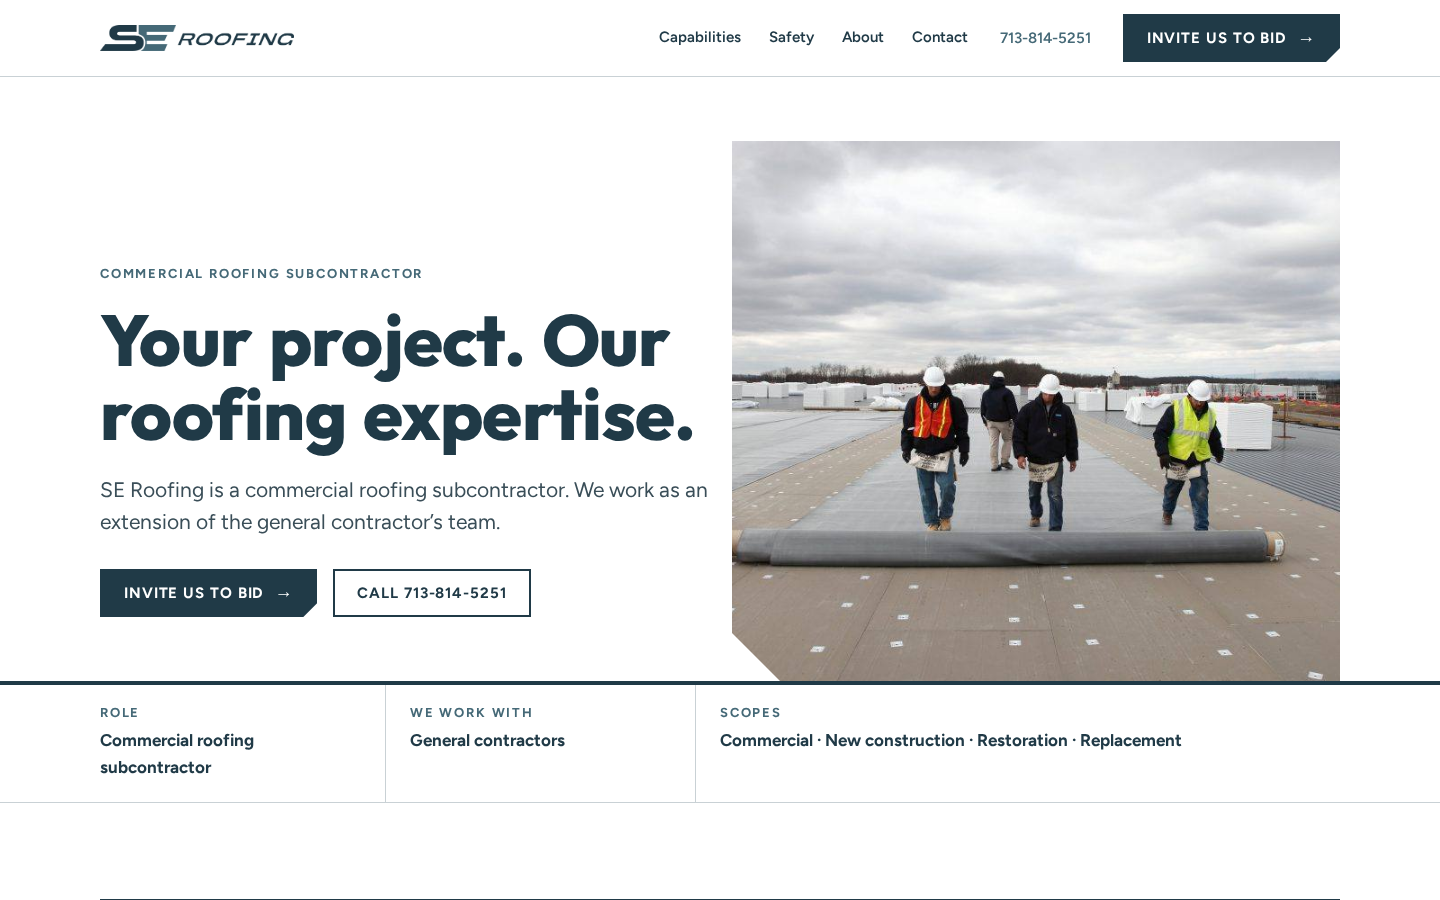 SE ROOFING
Capabilities
Safety
About
Contact
713-814-5251
INVITE US TO BID →
COMMERCIAL ROOFING SUBCONTRACTOR
Your project. Our
roofing expertise.
SE Roofing is a commercial roofing subcontractor. We work as an
extension of the general contractor’s team.
INVITE US TO BID →
CALL 713-814-5251
ROLE
Commercial roofing
subcontractor
WE WORK WITH
General contractors
SCOPES
Commercial · New construction · Restoration · Replacement